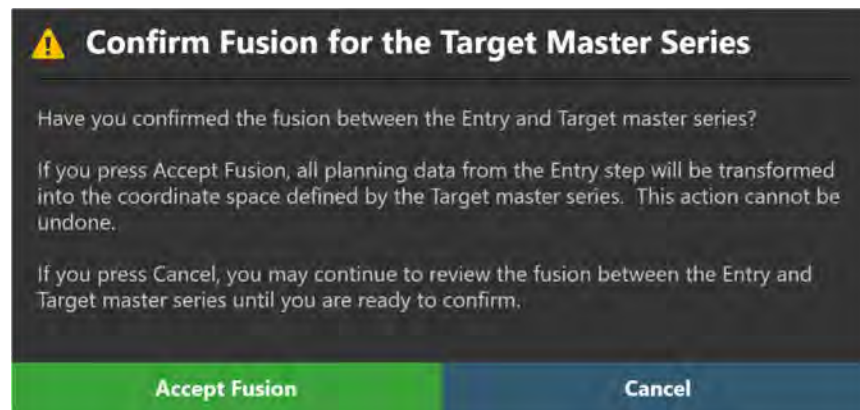 Confirm Fusion for the Target Master Series
Have you confirmed the fusion between the Entry and Target master series?
If you press Accept Fusion, all planning data from the Entry step will be transformed
into the coordinate space defined by the Target master series.  This action cannot be
undone.
If you press Cancel, you may continue to review the fusion between the Entry and
Target master series until you are ready to confirm.
Accept Fusion
Cancel